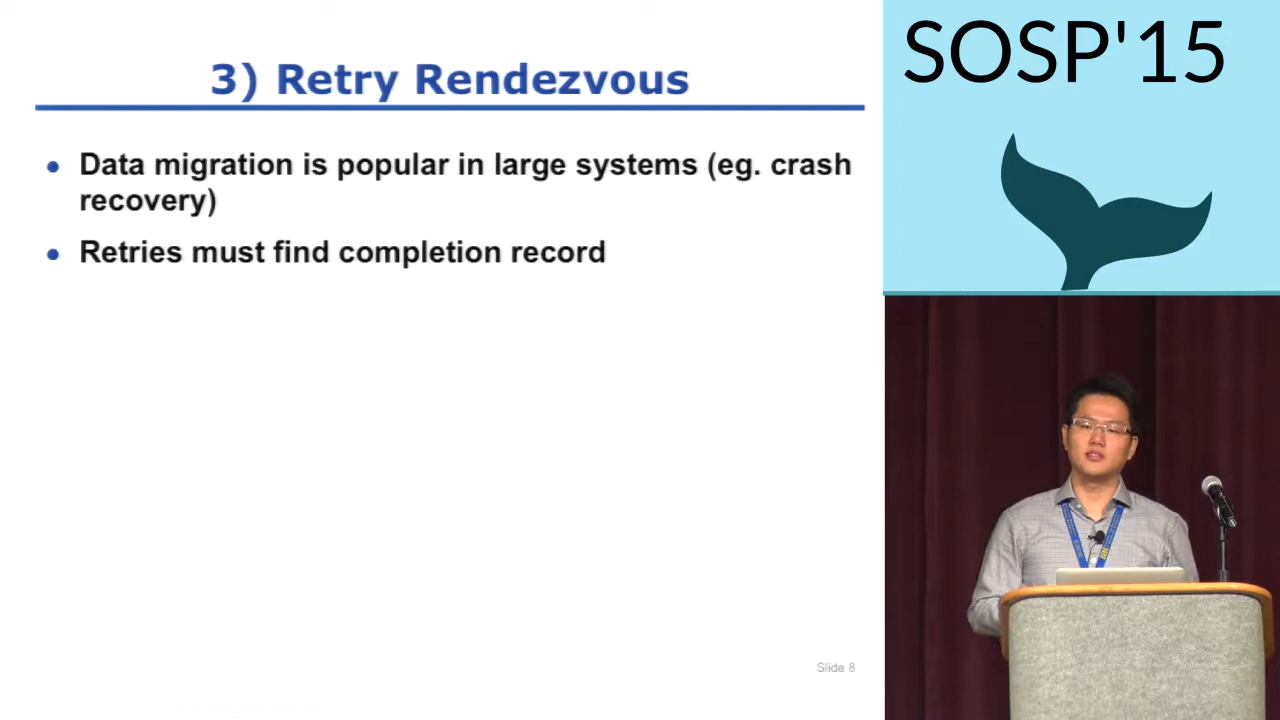 3) Retry Rendezvous
• Data migration is popular in large systems (eg. crash
recovery)
• Retries must find completion record
Slide 8
SOSP'15